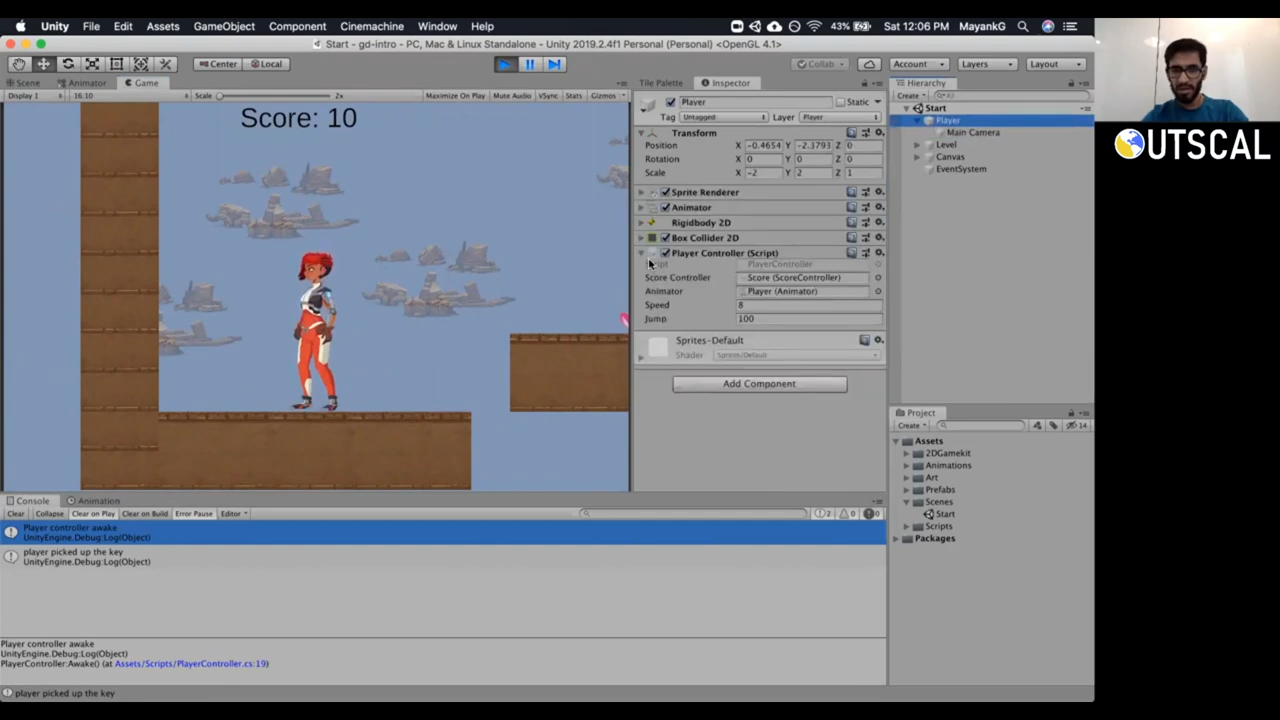 Unity File Edit Assets GameObject Component Cinemachine Window Help 43% Sat 12:06 PM MayankG
Start - gd-intro - PC, Mac & Linux Standalone - Unity 2019.2.4f1 Personal (Personal) <OpenGL 4.1>
Center Local Collab Account Layers Layout
Scene Animator Game Tile Palette Inspector Hierarchy
Display 1 16:10 Scale 2x Maximize On Play Mute Audio VSync Stats Gizmos
Score: 10
Player Static
Tag Untagged Layer Player
Transform
Position X -0.4654 Y -2.3793 Z 0
Rotation X 0 Y 0 Z 0
Scale X -2 Y 2 Z 1
Sprite Renderer
Animator
Rigidbody 2D
Box Collider 2D
Player Controller (Script)
PlayerController
Score Controller Score (ScoreController)
Animator Player (Animator)
Speed 8
Jump 100
Sprites-Default
Shader Sprites/Default
Add Component
Create
Start
Player
Main Camera
Level
Canvas
EventSystem
OUTSCAL
Project
Create 14
Assets
2DGamekit
Animations
Art
Prefabs
Scenes
Start
Scripts
Packages
Console Animation
Clear Collapse Clear on Play Clear on Build Error Pause Editor 2 0 0
Player controller awake
UnityEngine.Debug:Log(Object)
player picked up the key
UnityEngine.Debug:Log(Object)
Player controller awake
UnityEngine.Debug:Log(Object)
PlayerController:Awake() (at Assets/Scripts/PlayerController.cs:19)
player picked up the key